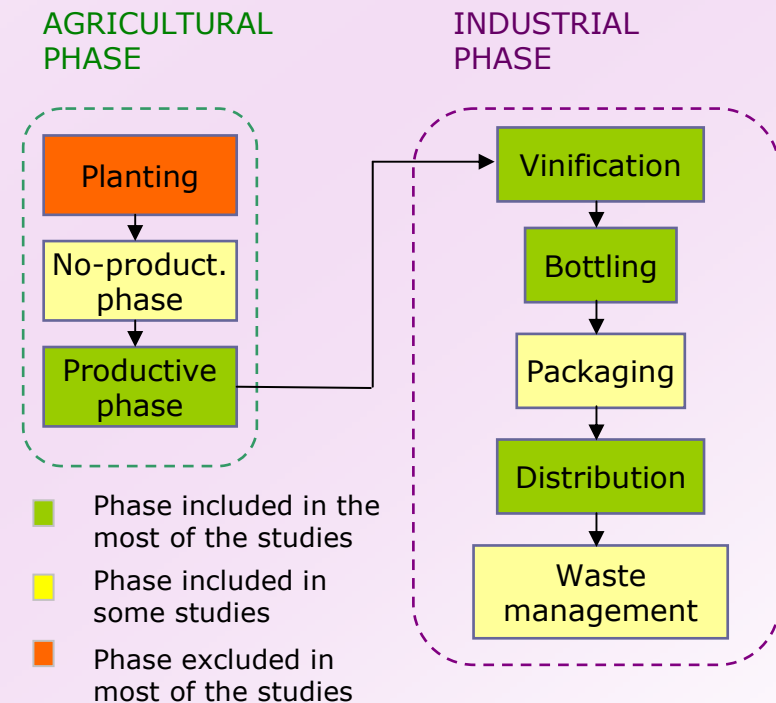 AGRICULTURAL
PHASE
Planting
No-product.
phase
Productive
phase
INDUSTRIAL
PHASE
Vinification
Bottling
Packaging
Distribution
Waste
management
Phase included in the
most of the studies
Phase included in
some studies
Phase excluded in
most of the studies